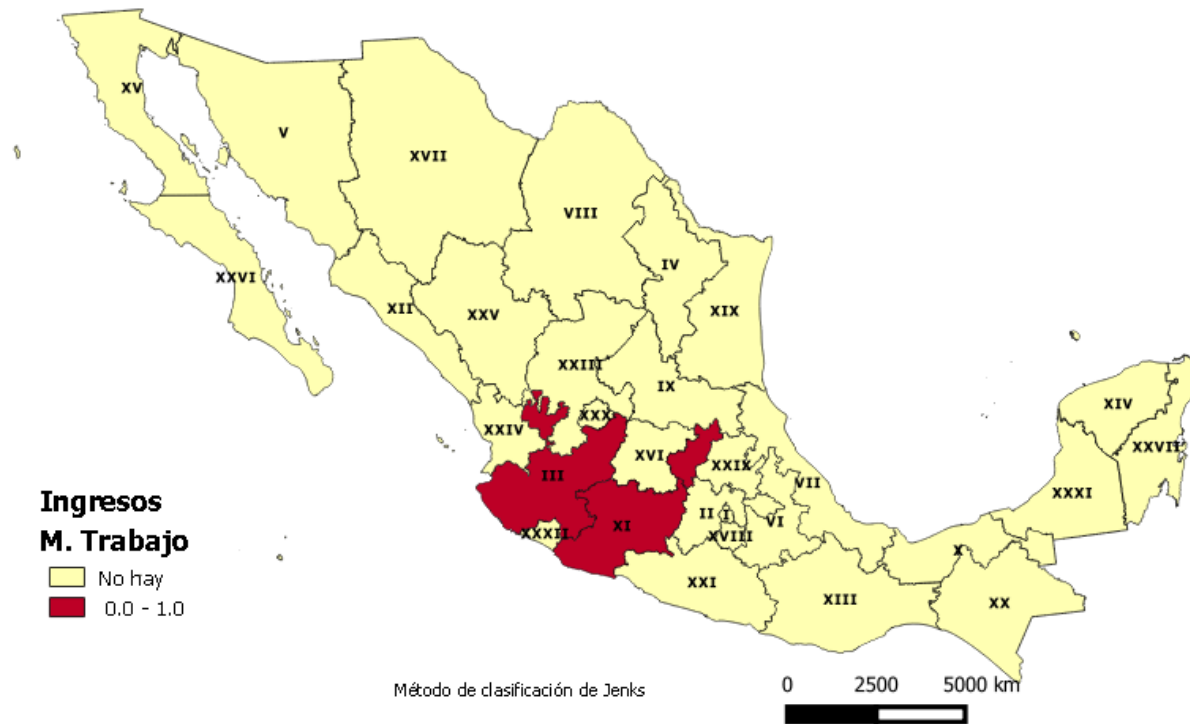 XV
V
XVII
VIII
XXVI
IV
XII
XXV
XIX
XXIII
IX
XXIV
XXX
XVI
XXIX
XIV
XXVII
III
VII
XXXI
II
I
VI
XI
XXXII
XVIII
X
XXI
XIII
XX
Ingresos
M. Trabajo
No hay
0.0 - 1.0
Método de clasificación de Jenks
0 2500 5000 km